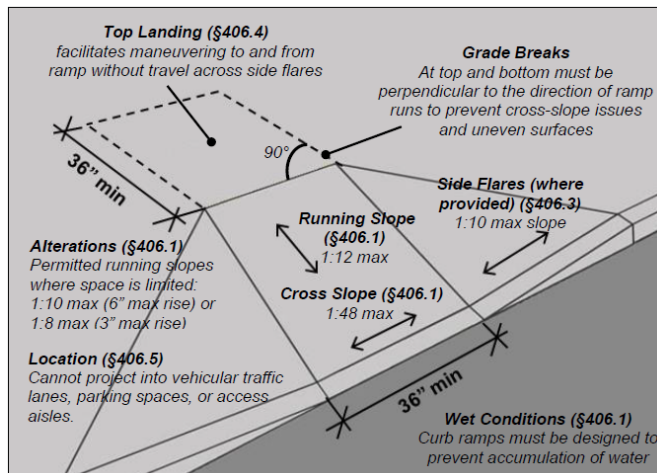 Top Landing (§406.4)
facilitates maneuvering to and from
ramp without travel across side flares
Grade Breaks
At top and bottom must be
perpendicular to the direction of ramp
runs to prevent cross-slope issues
and uneven surfaces
90°
36” min
Side Flares (where
provided) (§406.3)
1:10 max slope
Running Slope
(§406.1)
1:12 max
Alterations (§406.1)
Permitted running slopes
where space is limited:
1:10 max (6” max rise) or
1:8 max (3” max rise)
Cross Slope (§406.1)
1:48 max
Location (§406.5)
Cannot project into vehicular traffic
lanes, parking spaces, or access
aisles.
36” min
Wet Conditions (§406.1)
Curb ramps must be designed to
prevent accumulation of water